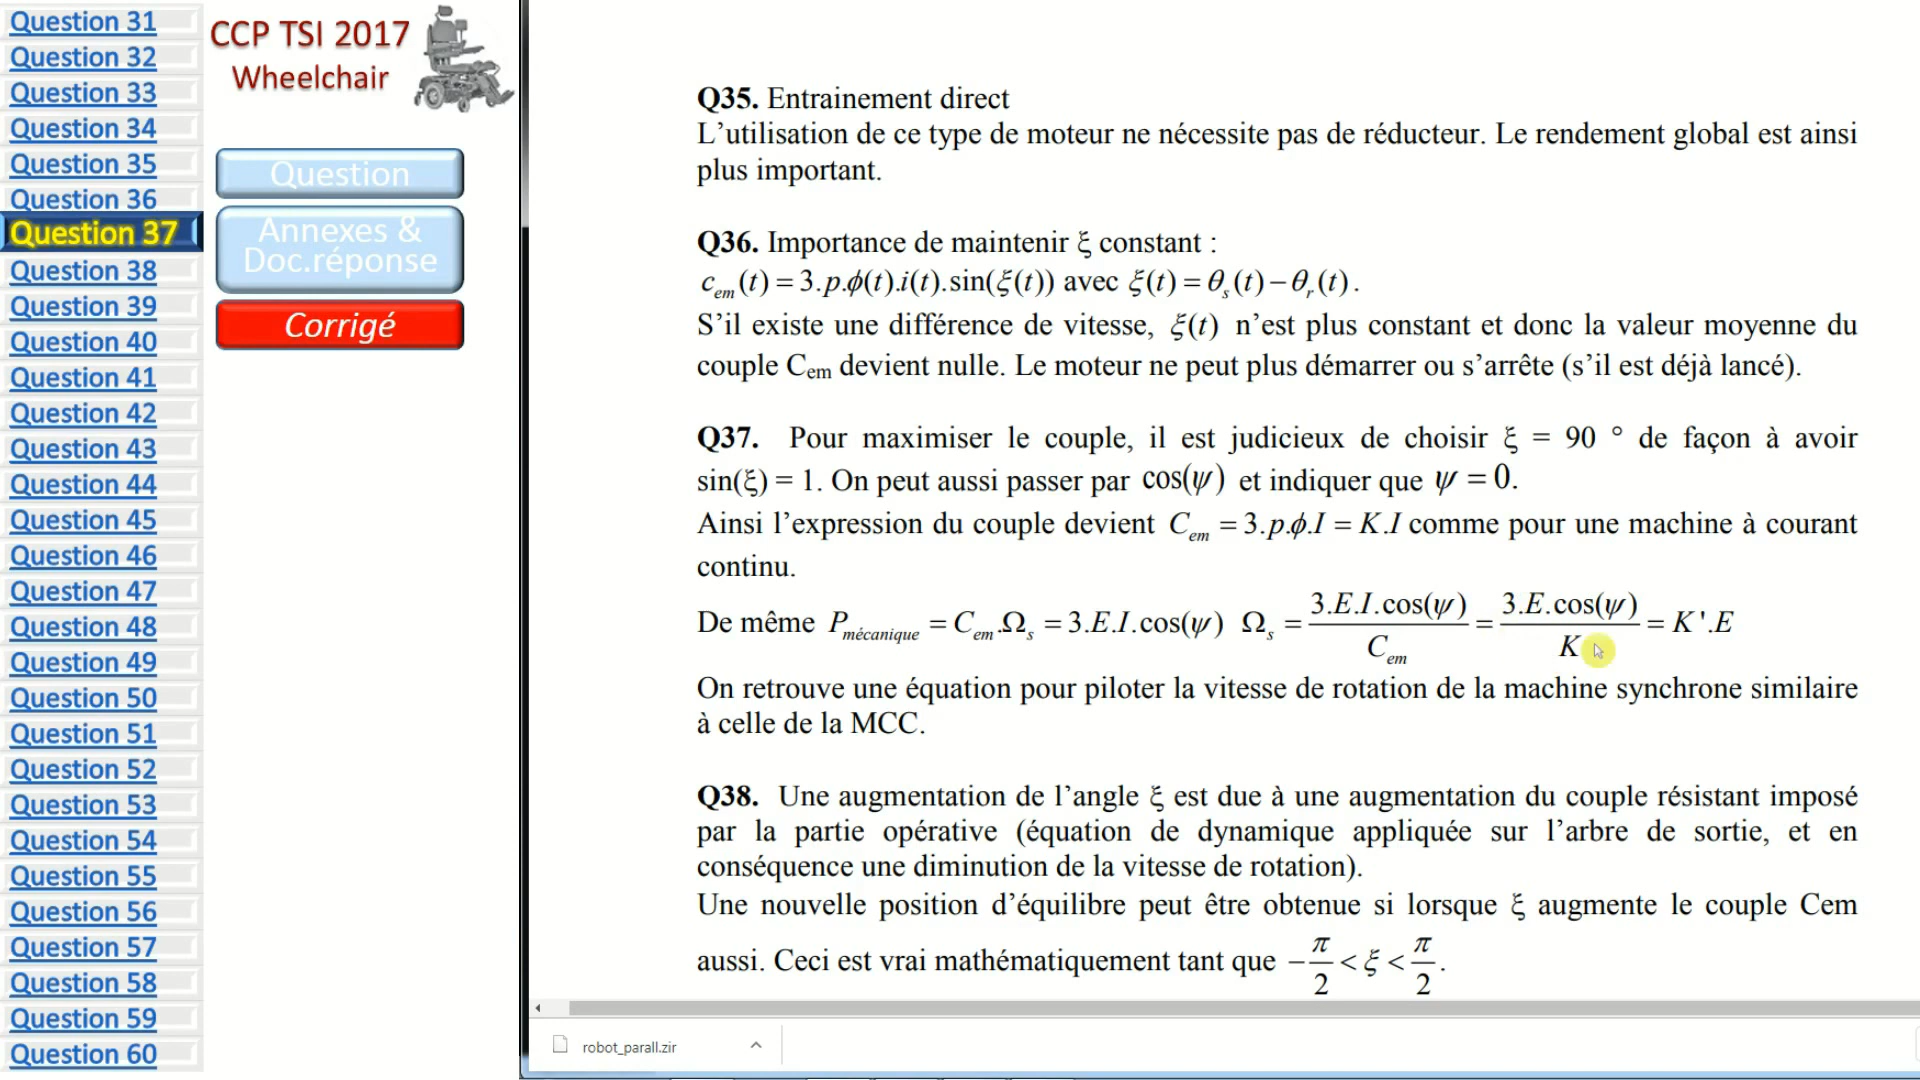 Question 31
Question 32
Question 33
Question 34
Question 35
Question 36
Question 37
Question 38
Question 39
Question 40
Question 41
Question 42
Question 43
Question 44
Question 45
Question 46
Question 47
Question 48
Question 49
Question 50
Question 51
Question 52
Question 53
Question 54
Question 55
Question 56
Question 57
Question 58
Question 59
Question 60
CCP TSI 2017
Wheelchair
Question
Annexes &
Doc.réponse
Corrigé
Q35. Entrainement direct
L'utilisation de ce type de moteur ne nécessite pas de réducteur. Le rendement global est ainsi
plus important.
Q36. Importance de maintenir ξ constant :
c_em(t) = 3.p.ϕ(t).i(t).sin(ξ(t)) avec ξ(t) = θ_s(t) − θ_r(t).
S'il existe une différence de vitesse, ξ(t) n'est plus constant et donc la valeur moyenne du
couple Cem devient nulle. Le moteur ne peut plus démarrer ou s'arrête (s'il est déjà lancé).
Q37. Pour maximiser le couple, il est judicieux de choisir ξ = 90 ° de façon à avoir
sin(ξ) = 1. On peut aussi passer par cos(ψ) et indiquer que ψ = 0.
Ainsi l'expression du couple devient C_em = 3.p.ϕ.I = K.I comme pour une machine à courant
continu.
De même P_mécanique = C_em.Ω_s = 3.E.I.cos(ψ) Ω_s = 3.E.I.cos(ψ) / C_em = 3.E.cos(ψ) / K = K'.E
On retrouve une équation pour piloter la vitesse de rotation de la machine synchrone similaire
à celle de la MCC.
Q38. Une augmentation de l'angle ξ est due à une augmentation du couple résistant imposé
par la partie opérative (équation de dynamique appliquée sur l'arbre de sortie, et en
conséquence une diminution de la vitesse de rotation).
Une nouvelle position d'équilibre peut être obtenue si lorsque ξ augmente le couple Cem
aussi. Ceci est vrai mathématiquement tant que −π/2 < ξ < π/2.
robot_parall.zir